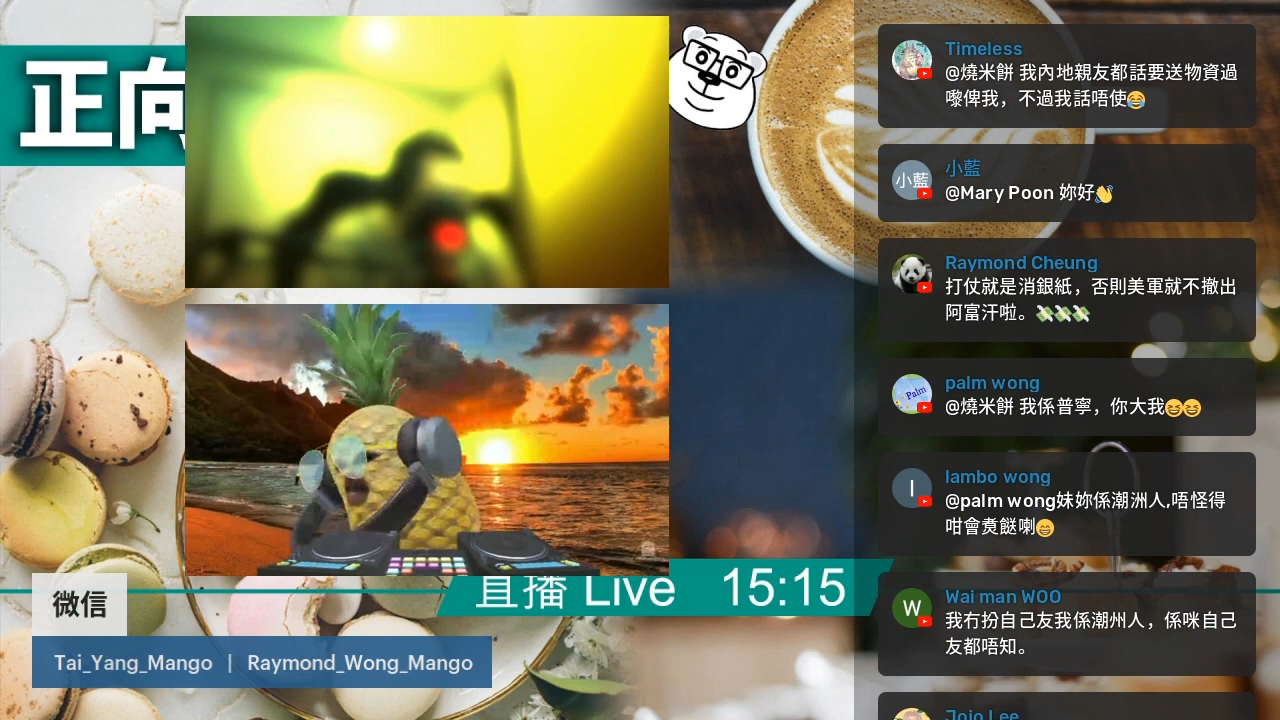 正向
直播 Live 15:15
微信
Tai_Yang_Mango | Raymond_Wong_Mango
Timeless
@燒米餅 我內地親友都話要送物資過
嚟俾我，不過我話唔使😂
小藍
小藍
@Mary Poon 妳好👋
Raymond Cheung
打仗就是消銀紙，否則美軍就不撤出
阿富汗啦。💸💸💸
Palm
palm wong
@燒米餅 我係普寧，你大我😆😆
l
lambo wong
@palm wong妹妳係潮洲人,唔怪得
咁會煑餸喇😄
W
Wai man WOO
我冇扮自己友我係潮州人，係咪自己
友都唔知。
Jojo Lee